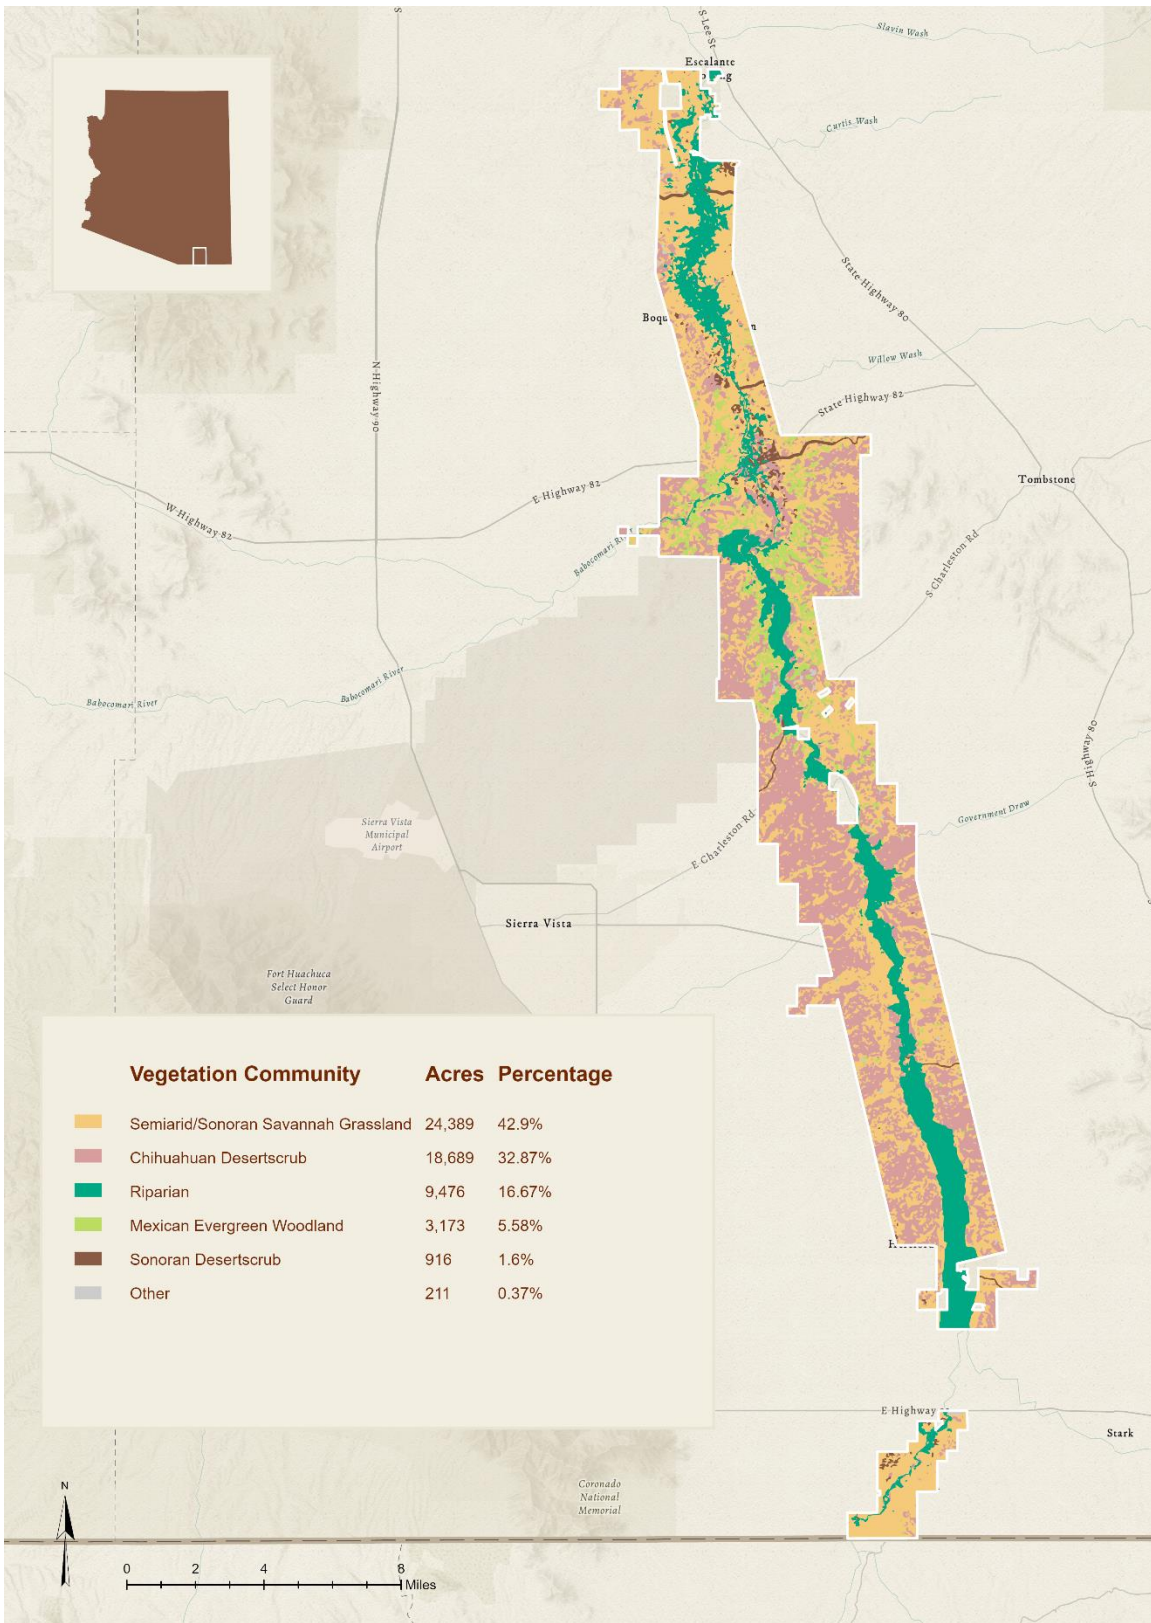 S
S Lee St
Slavin Wash
Escalante
Curtis Wash
State Highway 80
Willow Wash
State Highway 82
N Highway 90
E Highway 82
W Highway 82
Tombstone
Babocomari
S Charleston Rd
Babocomari River
Babocomari River
S High 80
Government Draw
Sierra Vista
Municipal
Airport
E Charleston Rd
Sierra Vista
Fort Huachuca
Select Honor
Guard
Vegetation Community Acres Percentage
Semiarid/Sonoran Savannah Grassland 24,389 42.9%
Chihuahuan Desertscrub 18,689 32.87%
Riparian 9,476 16.67%
Mexican Evergreen Woodland 3,173 5.58%
Sonoran Desertscrub 916 1.6%
Other 211 0.37%
E Highway
Stark
Coronado
National
Memorial
N
0 2 4 8
Miles